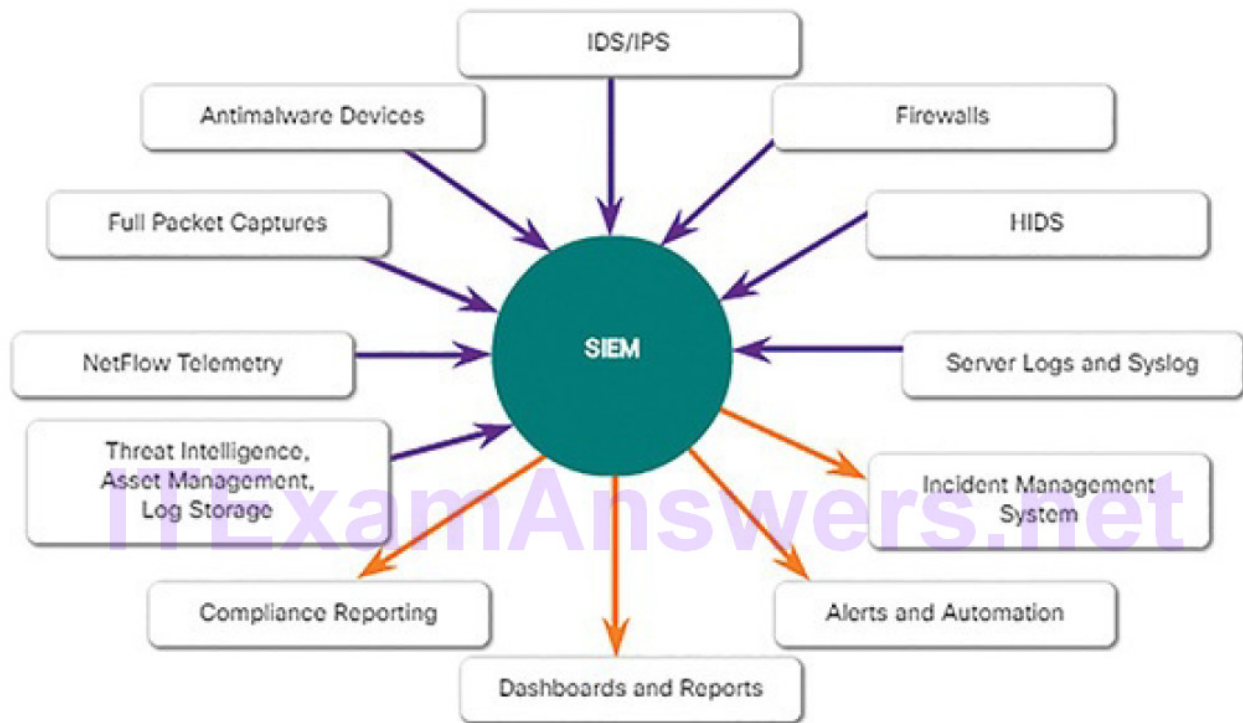 IDS/IPS
Antimalware Devices
Firewalls
Full Packet Captures
HIDS
NetFlow Telemetry
SIEM
Server Logs and Syslog
Threat Intelligence,
Asset Management,
Log Storage
Incident Management
System
ITExamAnswers.net
Compliance Reporting
Alerts and Automation
Dashboards and Reports